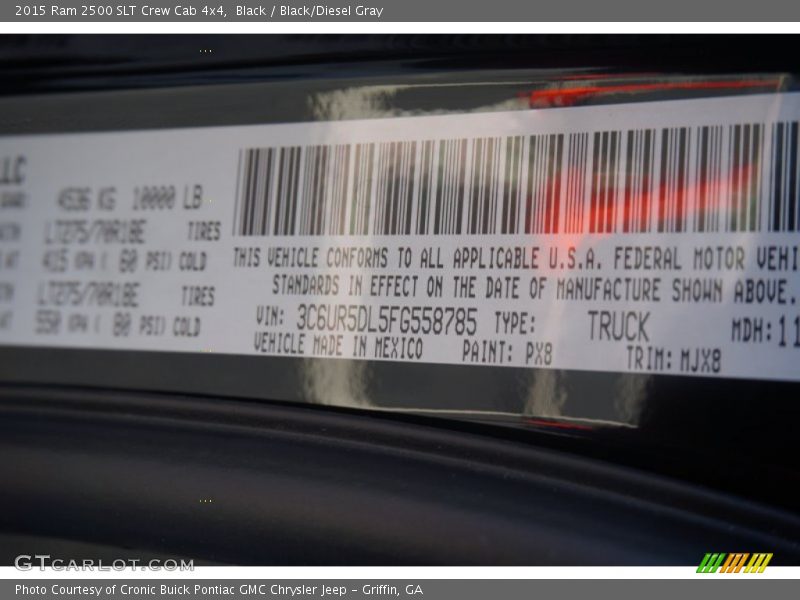 2015 Ram 2500 SLT Crew Cab 4x4, Black / Black/Diesel Gray
LLC
4536 KG 10000 LB
LT275/70R18E TIRES
415 KPA ( 60 PSI) COLD
LT275/70R18E TIRES
550 KPA ( 80 PSI) COLD
THIS VEHICLE CONFORMS TO ALL APPLICABLE U.S.A. FEDERAL MOTOR VEHI
STANDARDS IN EFFECT ON THE DATE OF MANUFACTURE SHOWN ABOVE.
VIN: 3C6UR5DL5FG558785 TYPE: TRUCK MDH: 11
VEHICLE MADE IN MEXICO PAINT: PX8 TRIM: MJX8
GTCARLOT.COM
Photo Courtesy of Cronic Buick Pontiac GMC Chrysler Jeep - Griffin, GA